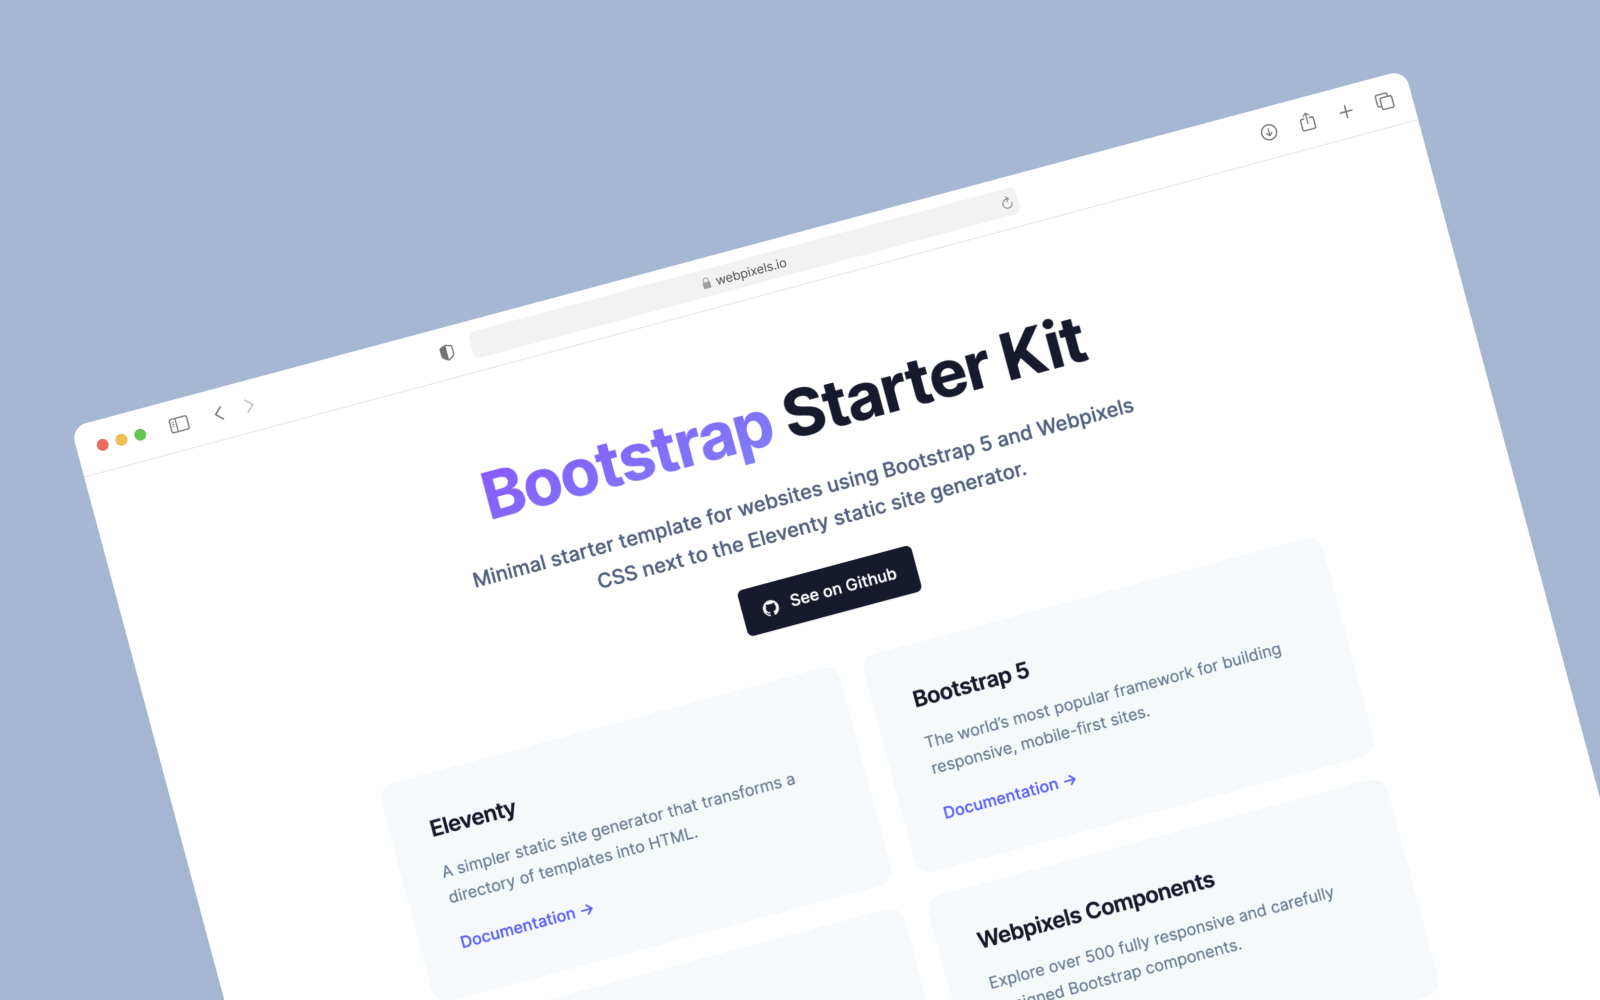 webpixels.io
Bootstrap Starter Kit
Minimal starter template for websites using Bootstrap 5 and Webpixels
CSS next to the Eleventy static site generator.
See on Github
Eleventy
A simpler static site generator that transforms a
directory of templates into HTML.
Documentation →
Bootstrap 5
The world's most popular framework for building
responsive, mobile-first sites.
Documentation →
Webpixels Components
Explore over 500 fully responsive and carefully
Bootstrap components.